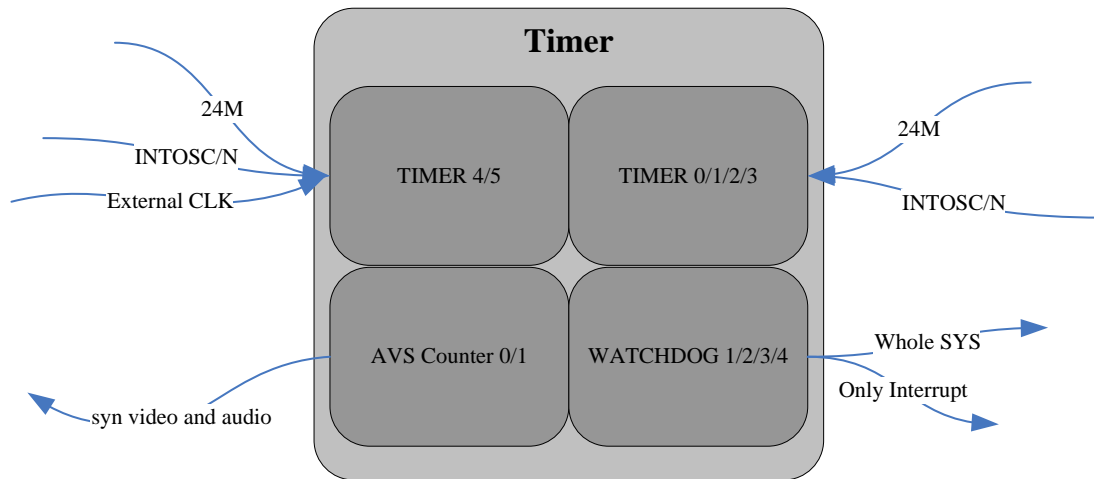 Timer
24M
INTOSC/N
External CLK
TIMER 4/5
TIMER 0/1/2/3
24M
INTOSC/N
AVS Counter 0/1
WATCHDOG 1/2/3/4
Whole SYS
Only Interrupt
syn video and audio